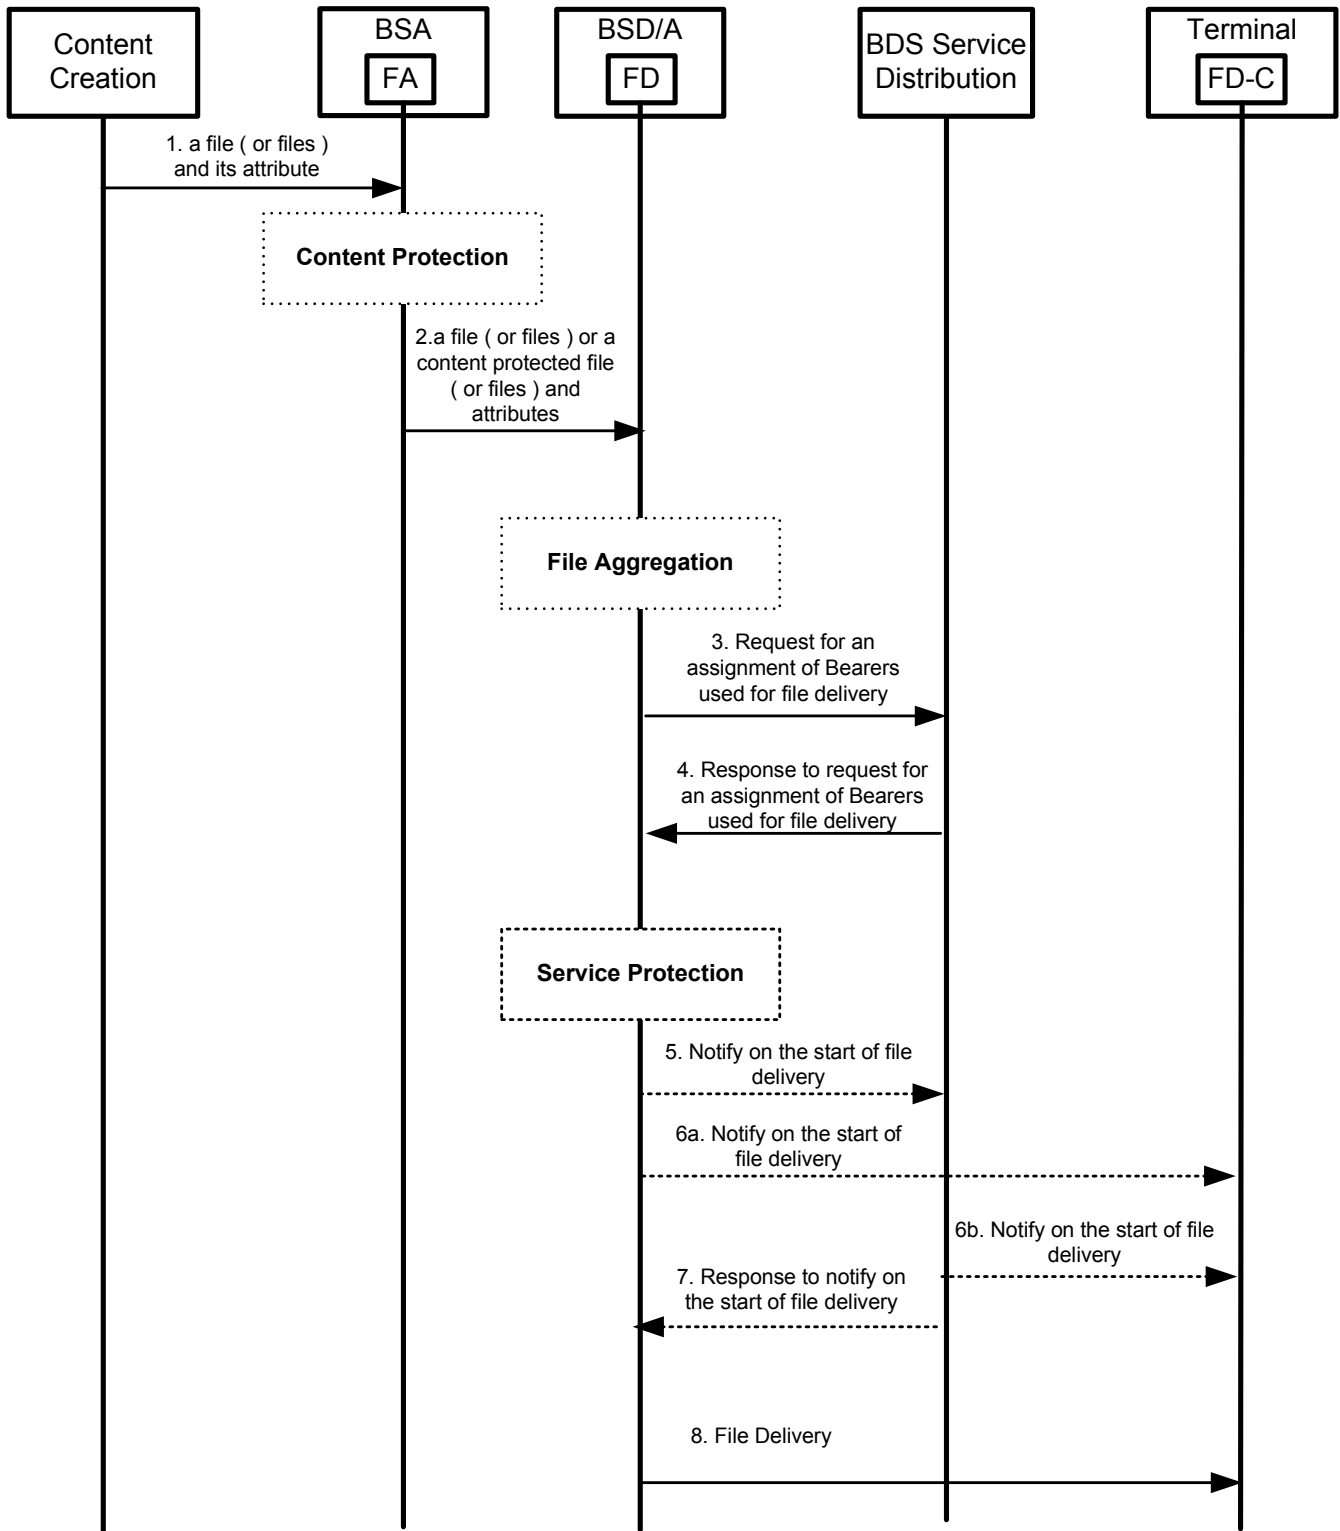 Content
Creation
BSA
FA
BSD/A
FD
BDS Service
Distribution
Terminal
FD-C
1. a file ( or files )
and its attribute
Content Protection
2.a file ( or files ) or a
content protected file
( or files ) and
attributes
File Aggregation
3. Request for an
assignment of Bearers
used for file delivery
4. Response to request for
an assignment of Bearers
used for file delivery
Service Protection
5. Notify on the start of file
delivery
6a. Notify on the start of
file delivery
6b. Notify on the start of file
delivery
7. Response to notify on
the start of file delivery
8. File Delivery